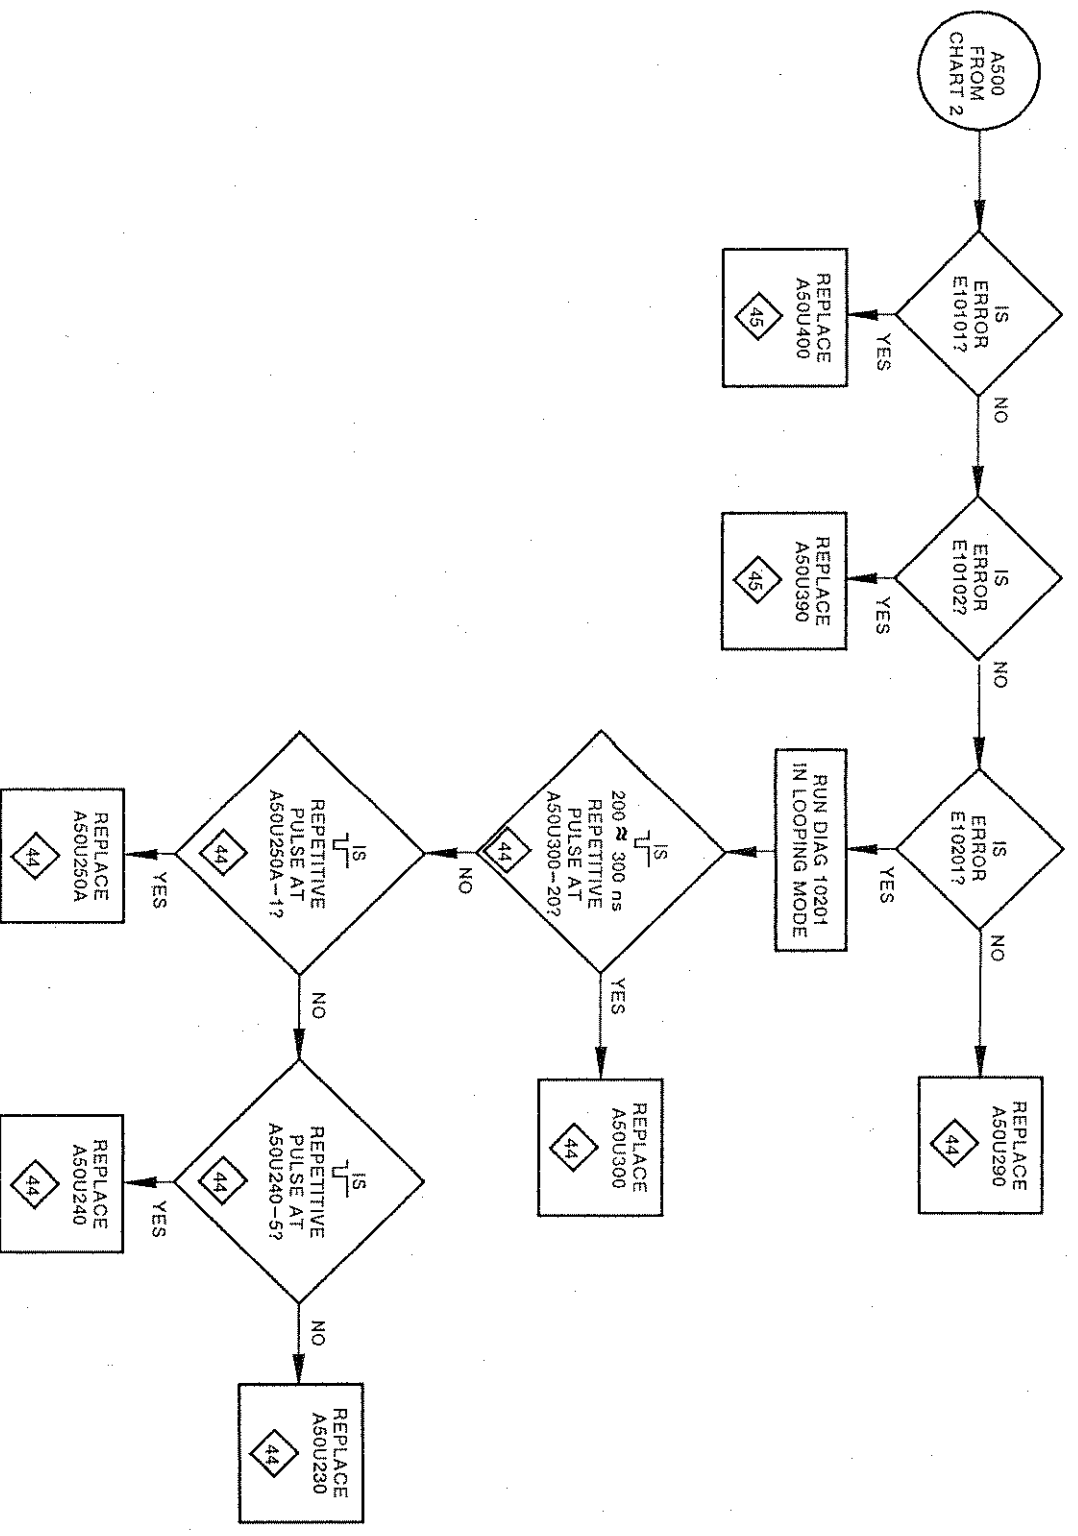 A500
FROM
CHART 2
IS
ERROR
E10101?
YES
REPLACE
A50U400
45
NO
IS
ERROR
E10102?
YES
REPLACE
A50U390
45
NO
IS
ERROR
E10201?
NO
REPLACE
A50U290
44
YES
RUN DIAG 10201
IN LOOPING MODE
IS
200 ≈ 300 ns
REPETITIVE
PULSE AT
A50U300-20?
44
YES
REPLACE
A50U300
44
NO
IS
REPETITIVE
PULSE AT
A50U250A-1?
44
YES
REPLACE
A50U250A
44
NO
IS
REPETITIVE
PULSE AT
A50U240-5?
44
YES
REPLACE
A50U240
44
NO
REPLACE
A50U230
44